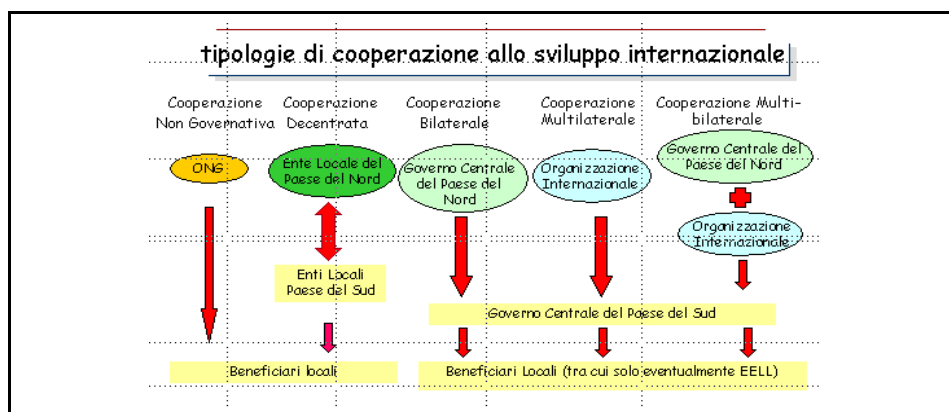 tipologie di cooperazione allo sviluppo internazionale
Cooperazione
Non Governativa
Cooperazione
Decentrata
Cooperazione
Bilaterale
Cooperazione
Multilaterale
Cooperazione Multi-
bilaterale
ONG
Ente Locale del
Paese del Nord
Governo Centrale
del Paese del
Nord
Organizzazione
Internazionale
Governo Centrale del
Paese del Nord
Organizzazione
Internazionale
Enti Locali
Paese del Sud
Governo Centrale del Paese del Sud
Beneficiari locali
Beneficiari Locali (tra cui solo eventualmente EELL)